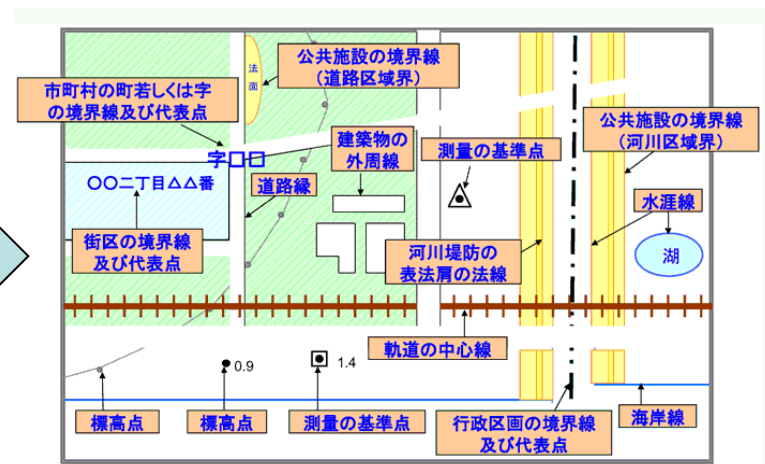 公共施設の境界線
（道路区域界）
法面
市町村の町若しくは字
の境界線及び代表点
公共施設の境界線
（河川区域界）
建築物の
外周線
測量の基準点
字口口
〇〇二丁目△△番
道路縁
水涯線
街区の境界線
及び代表点
河川堤防の
表法肩の法線
湖
軌道の中心線
0.9
1.4
標高点
標高点
測量の基準点
行政区画の境界線
及び代表点
海岸線